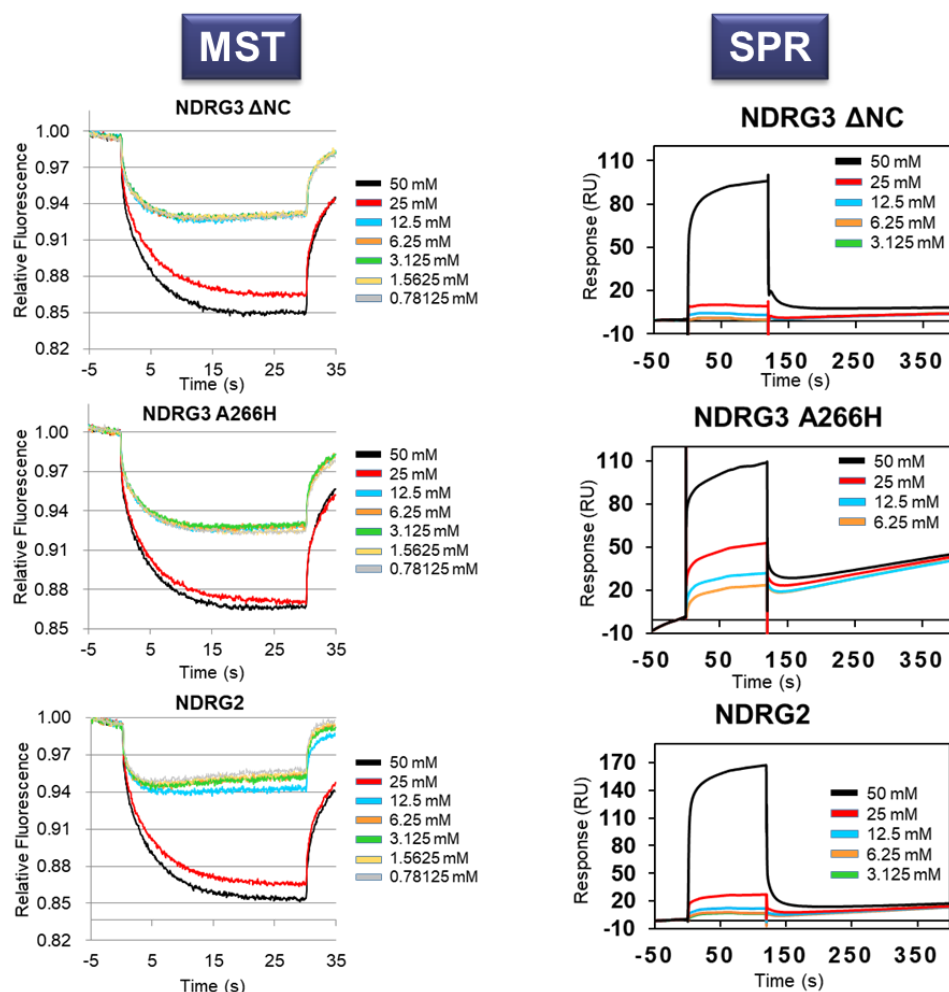 MST
SPR
NDRG3 ΔNC
Relative Fluorescence
1.00
0.97
0.94
0.91
0.88
0.85
0.82
-5
5
15
25
35
Time (s)
50 mM
25 mM
12.5 mM
6.25 mM
3.125 mM
1.5625 mM
0.78125 mM
NDRG3 ΔNC
Response (RU)
110
80
50
20
-10
-50
50
150
250
350
Time (s)
50 mM
25 mM
12.5 mM
6.25 mM
3.125 mM
NDRG3 A266H
Relative Fluorescence
1.00
0.97
0.94
0.91
0.88
0.85
-5
5
15
25
35
Time (s)
50 mM
25 mM
12.5 mM
6.25 mM
3.125 mM
1.5625 mM
0.78125 mM
NDRG3 A266H
Response (RU)
110
80
50
20
-10
-50
50
150
250
350
Time (s)
50 mM
25 mM
12.5 mM
6.25 mM
NDRG2
Relative Fluorescence
1.00
0.97
0.94
0.91
0.88
0.85
0.82
-5
5
15
25
35
Time (s)
50 mM
25 mM
12.5 mM
6.25 mM
3.125 mM
1.5625 mM
0.78125 mM
NDRG2
Response (RU)
170
140
110
80
50
20
-10
-50
50
150
250
350
Time (s)
50 mM
25 mM
12.5 mM
6.25 mM
3.125 mM